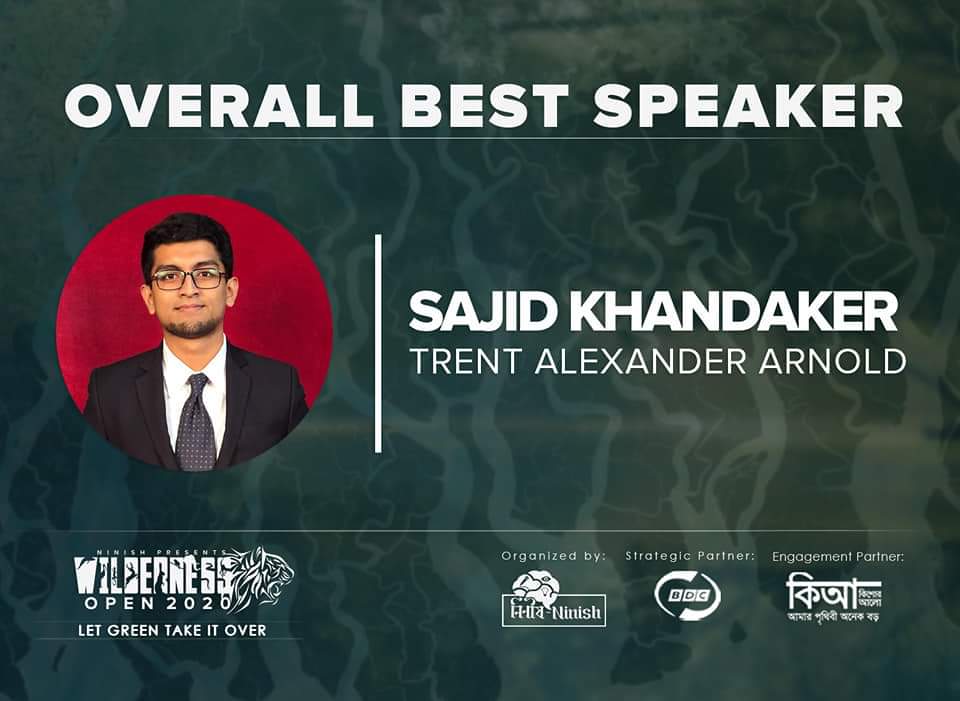 OVERALL BEST SPEAKER
SAJID KHANDAKER
TRENT ALEXANDER ARNOLD
NINISH PRESENTS
WILDERNESS
OPEN 2020
LET GREEN TAKE IT OVER
Organized by:
Ninish
Strategic Partner:
BDC
Engagement Partner:
কিআ
কিশোর
আলো
আমার পৃথিবী অনেক বড়